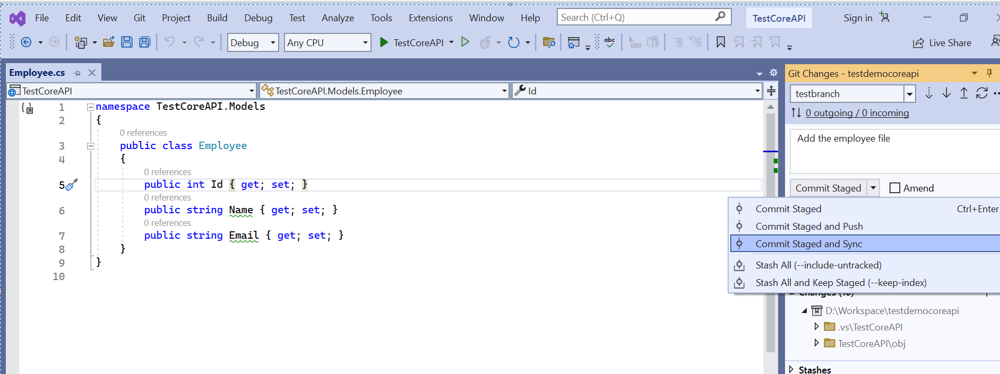 File Edit View Git Project Build Debug Test Analyze Tools Extensions Window Help Search (Ctrl+Q) TestCoreAPI Sign in
Debug Any CPU TestCoreAPI abc Live Share
Employee.cs
TestCoreAPI TestCoreAPI.Models.Employee Id
1 namespace TestCoreAPI.Models
2 {
0 references
3 public class Employee
4 {
0 references
5 public int Id { get; set; }
0 references
6 public string Name { get; set; }
0 references
7 public string Email { get; set; }
8 }
9 }
10
Git Changes - testdemocoreapi
testbranch
0 outgoing / 0 incoming
Add the employee file
Commit Staged Amend
Commit Staged Ctrl+Enter
Commit Staged and Push
Commit Staged and Sync
Stash All (--include-untracked)
Stash All and Keep Staged (--keep-index)
D:\Workspace\testdemocoreapi
.vs\TestCoreAPI
TestCoreAPI\obj
Stashes